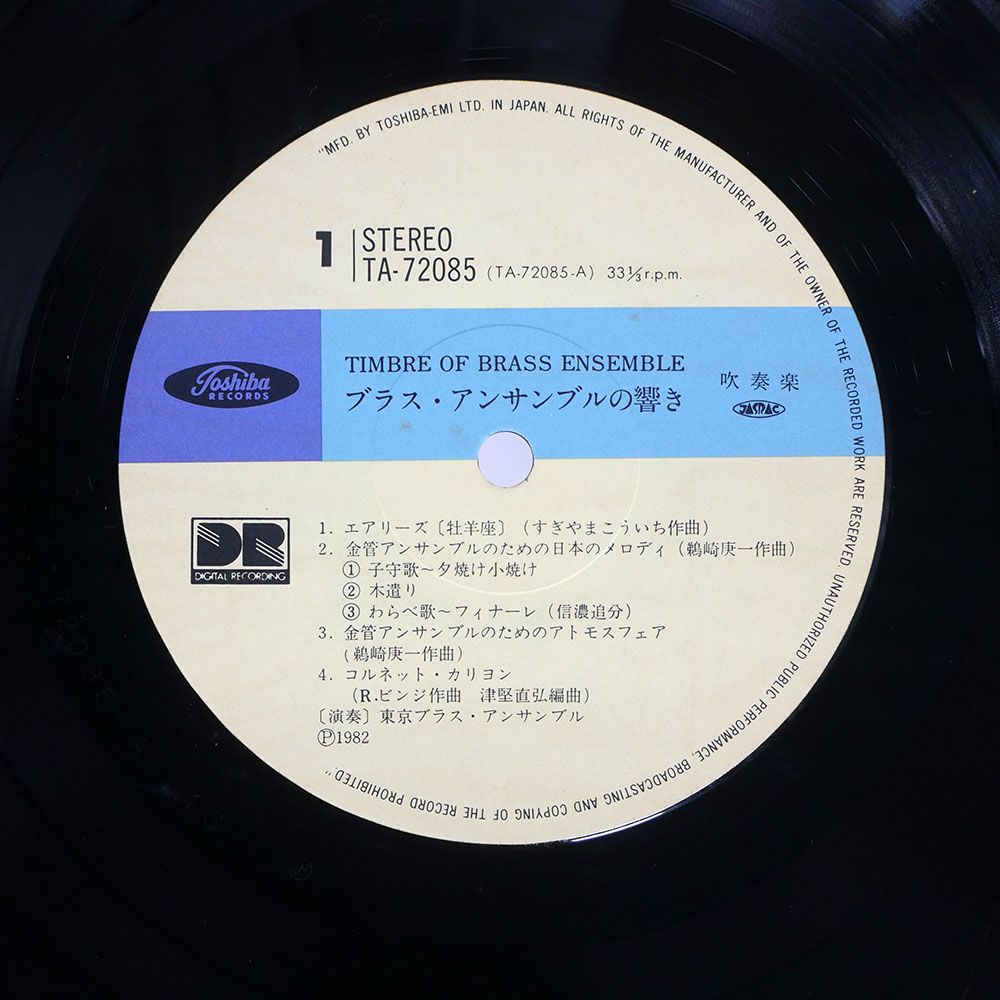 "MFD. BY TOSHIBA-EMI LTD. IN JAPAN. ALL RIGHTS OF THE MANUFACTURER AND OF THE OWNER OF THE RECORDED WORK ARE RESERVED. UNAUTHORIZED PUBLIC PERFORMANCE, BROADCASTING AND COPYING OF THE RECORD PROHIBITED."
1 STEREO
TA-72085 (TA-72085-A) 33⅓r.p.m.
Toshiba
RECORDS
TIMBRE OF BRASS ENSEMBLE
ブラス・アンサンブルの響き
吹奏楽
JASRAC
DR
DIGITAL RECORDING
1. エアリーズ〔牡羊座〕(すぎやまこういち作曲)
2. 金管アンサンブルのための日本のメロディ(鵜崎庚一作曲)
① 子守歌～夕焼け小焼け
② 木遣り
③ わらべ歌～フィナーレ(信濃追分)
3. 金管アンサンブルのためのアトモスフェア
(鵜崎庚一作曲)
4. コルネット・カリヨン
(R.ビンジ作曲 津堅直弘編曲)
〔演奏〕東京ブラス・アンサンブル
Ⓟ1982